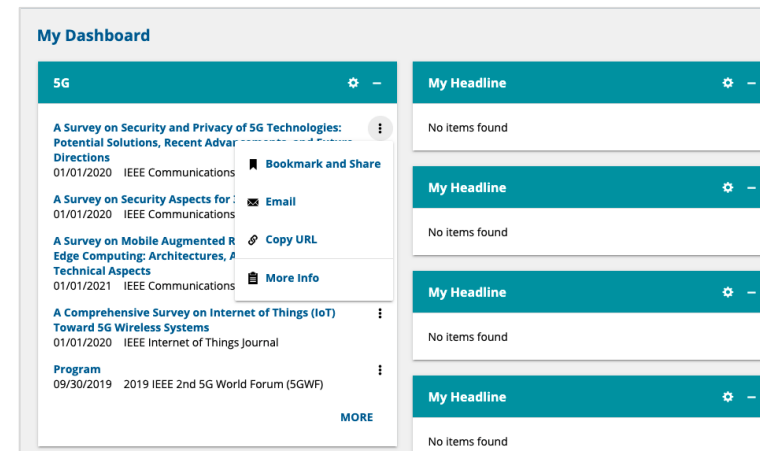 My Dashboard
5G
A Survey on Security and Privacy of 5G Technologies:
Potential Solutions, Recent
Directions
01/01/2020 IEEE Communications
A Survey on Security Aspects for
01/01/2020 IEEE Communications
A Survey on Mobile Augmented
Edge Computing: Architectures,
Technical Aspects
01/01/2021 IEEE Communications
Bookmark and Share
Email
Copy URL
More Info
A Comprehensive Survey on Internet of Things (IoT)
Toward 5G Wireless Systems
01/01/2020 IEEE Internet of Things Journal
Program
09/30/2019 2019 IEEE 2nd 5G World Forum (5GWF)
MORE
My Headline
No items found
My Headline
No items found
My Headline
No items found
My Headline
No items found